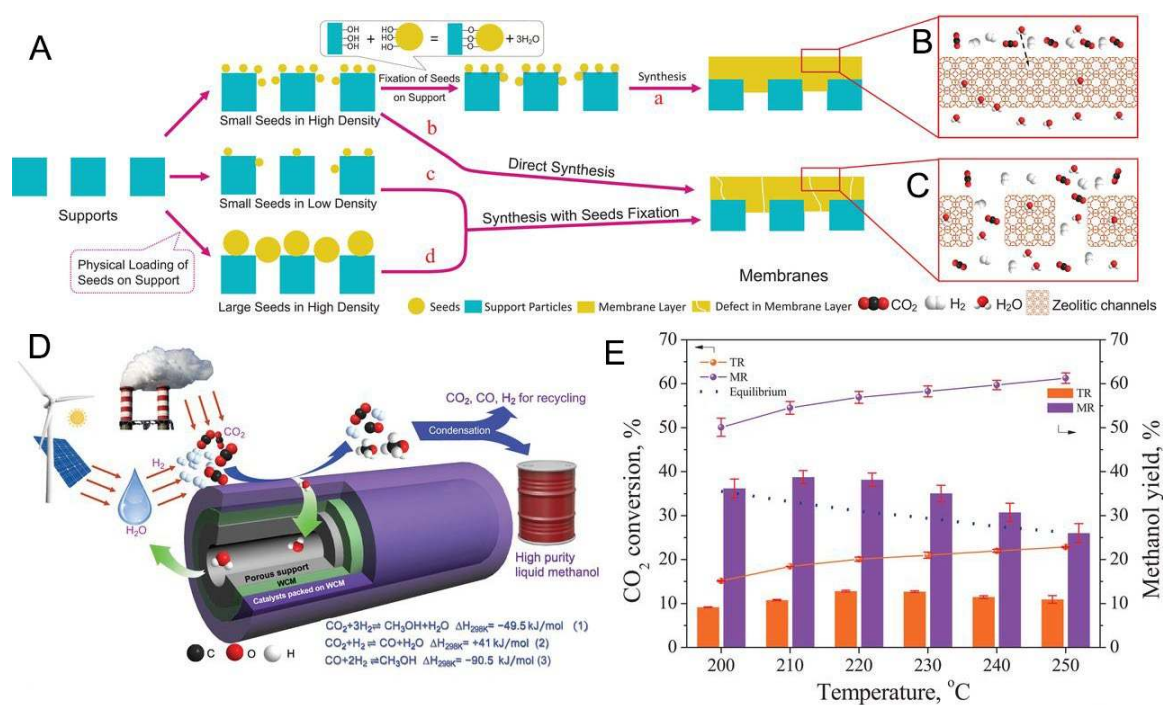 A
OH HO
OH + HO
OH HO
=
O
O
O
+ 3H₂O
Fixation of Seeds
on Support
Small Seeds in High Density
Synthesis
a
b
c
d
Direct Synthesis
Supports
Small Seeds in Low Density
Synthesis with Seeds Fixation
Physical Loading of
Seeds on Support
Large Seeds in High Density
Membranes
Seeds
Support Particles
Membrane Layer
Defect in Membrane Layer
CO₂
H₂
H₂O
Zeolitic channels
B
C
D
CO₂
H₂
H₂O
CO₂, CO, H₂ for recycling
Condensation
High purity
liquid methanol
Porous support
WCM
Catalysts packed on WCM
CO₂+3H₂⇌ CH₃OH+H₂O ΔH₂₉₈ₖ= −49.5 kJ/mol (1)
CO₂+H₂⇌ CO+H₂O ΔH₂₉₈ₖ= +41 kJ/mol (2)
CO+2H₂⇌CH₃OH ΔH₂₉₈ₖ= −90.5 kJ/mol (3)
C O H
E
TR
MR
Equilibrium
TR
MR
CO₂ conversion, %
70
60
50
40
30
20
10
0
Methanol yield, %
70
60
50
40
30
20
10
0
200 210 220 230 240 250
Temperature, °C